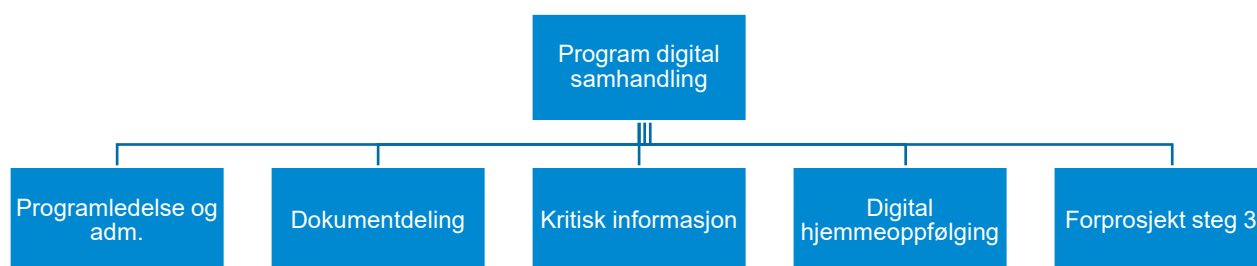 Program digital
samhandling
Programledelse og
adm.
Dokumentdeling
Kritisk informasjon
Digital
hjemmeoppfølging
Forprosjekt steg 3